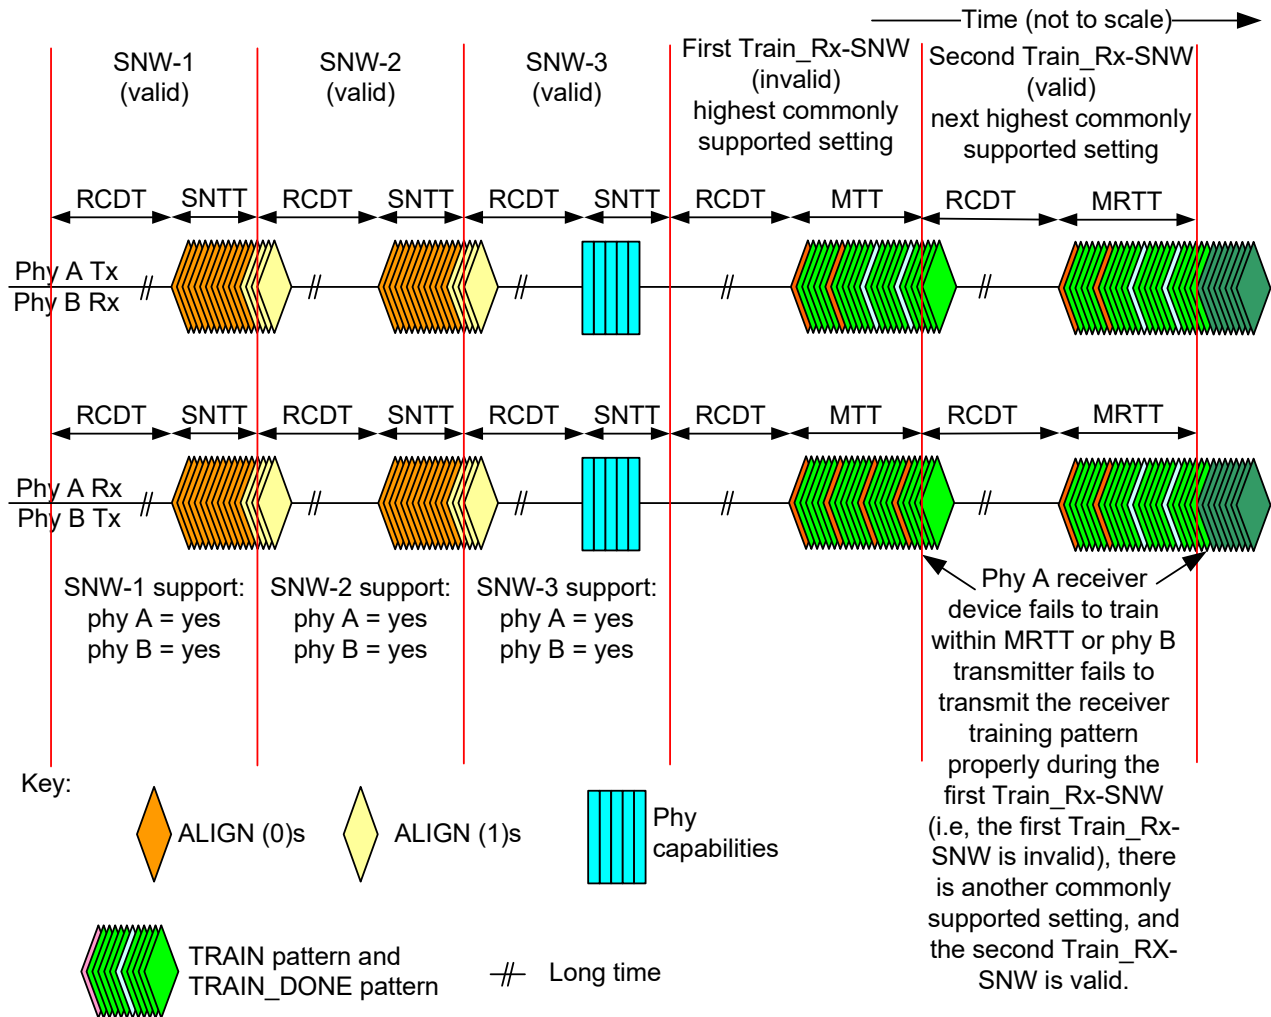 Time (not to scale)
SNW-1
(valid)
SNW-2
(valid)
SNW-3
(valid)
First Train_Rx-SNW
(invalid)
highest commonly
supported setting
Second Train_Rx-SNW
(valid)
next highest commonly
supported setting
RCDT SNTT RCDT SNTT RCDT SNTT RCDT MTT RCDT MRTT
Phy A Tx
Phy B Rx
RCDT SNTT RCDT SNTT RCDT SNTT RCDT MTT RCDT MRTT
Phy A Rx
Phy B Tx
SNW-1 support:
phy A = yes
phy B = yes
SNW-2 support:
phy A = yes
phy B = yes
SNW-3 support:
phy A = yes
phy B = yes
Phy A receiver
device fails to train
within MRTT or phy B
transmitter fails to
transmit the receiver
training pattern
properly during the
first Train_Rx-SNW
(i.e, the first Train_Rx-
SNW is invalid), there
is another commonly
supported setting, and
the second Train_RX-
SNW is valid.
Key:
ALIGN (0)s
ALIGN (1)s
Phy
capabilities
TRAIN pattern and
TRAIN_DONE pattern
Long time